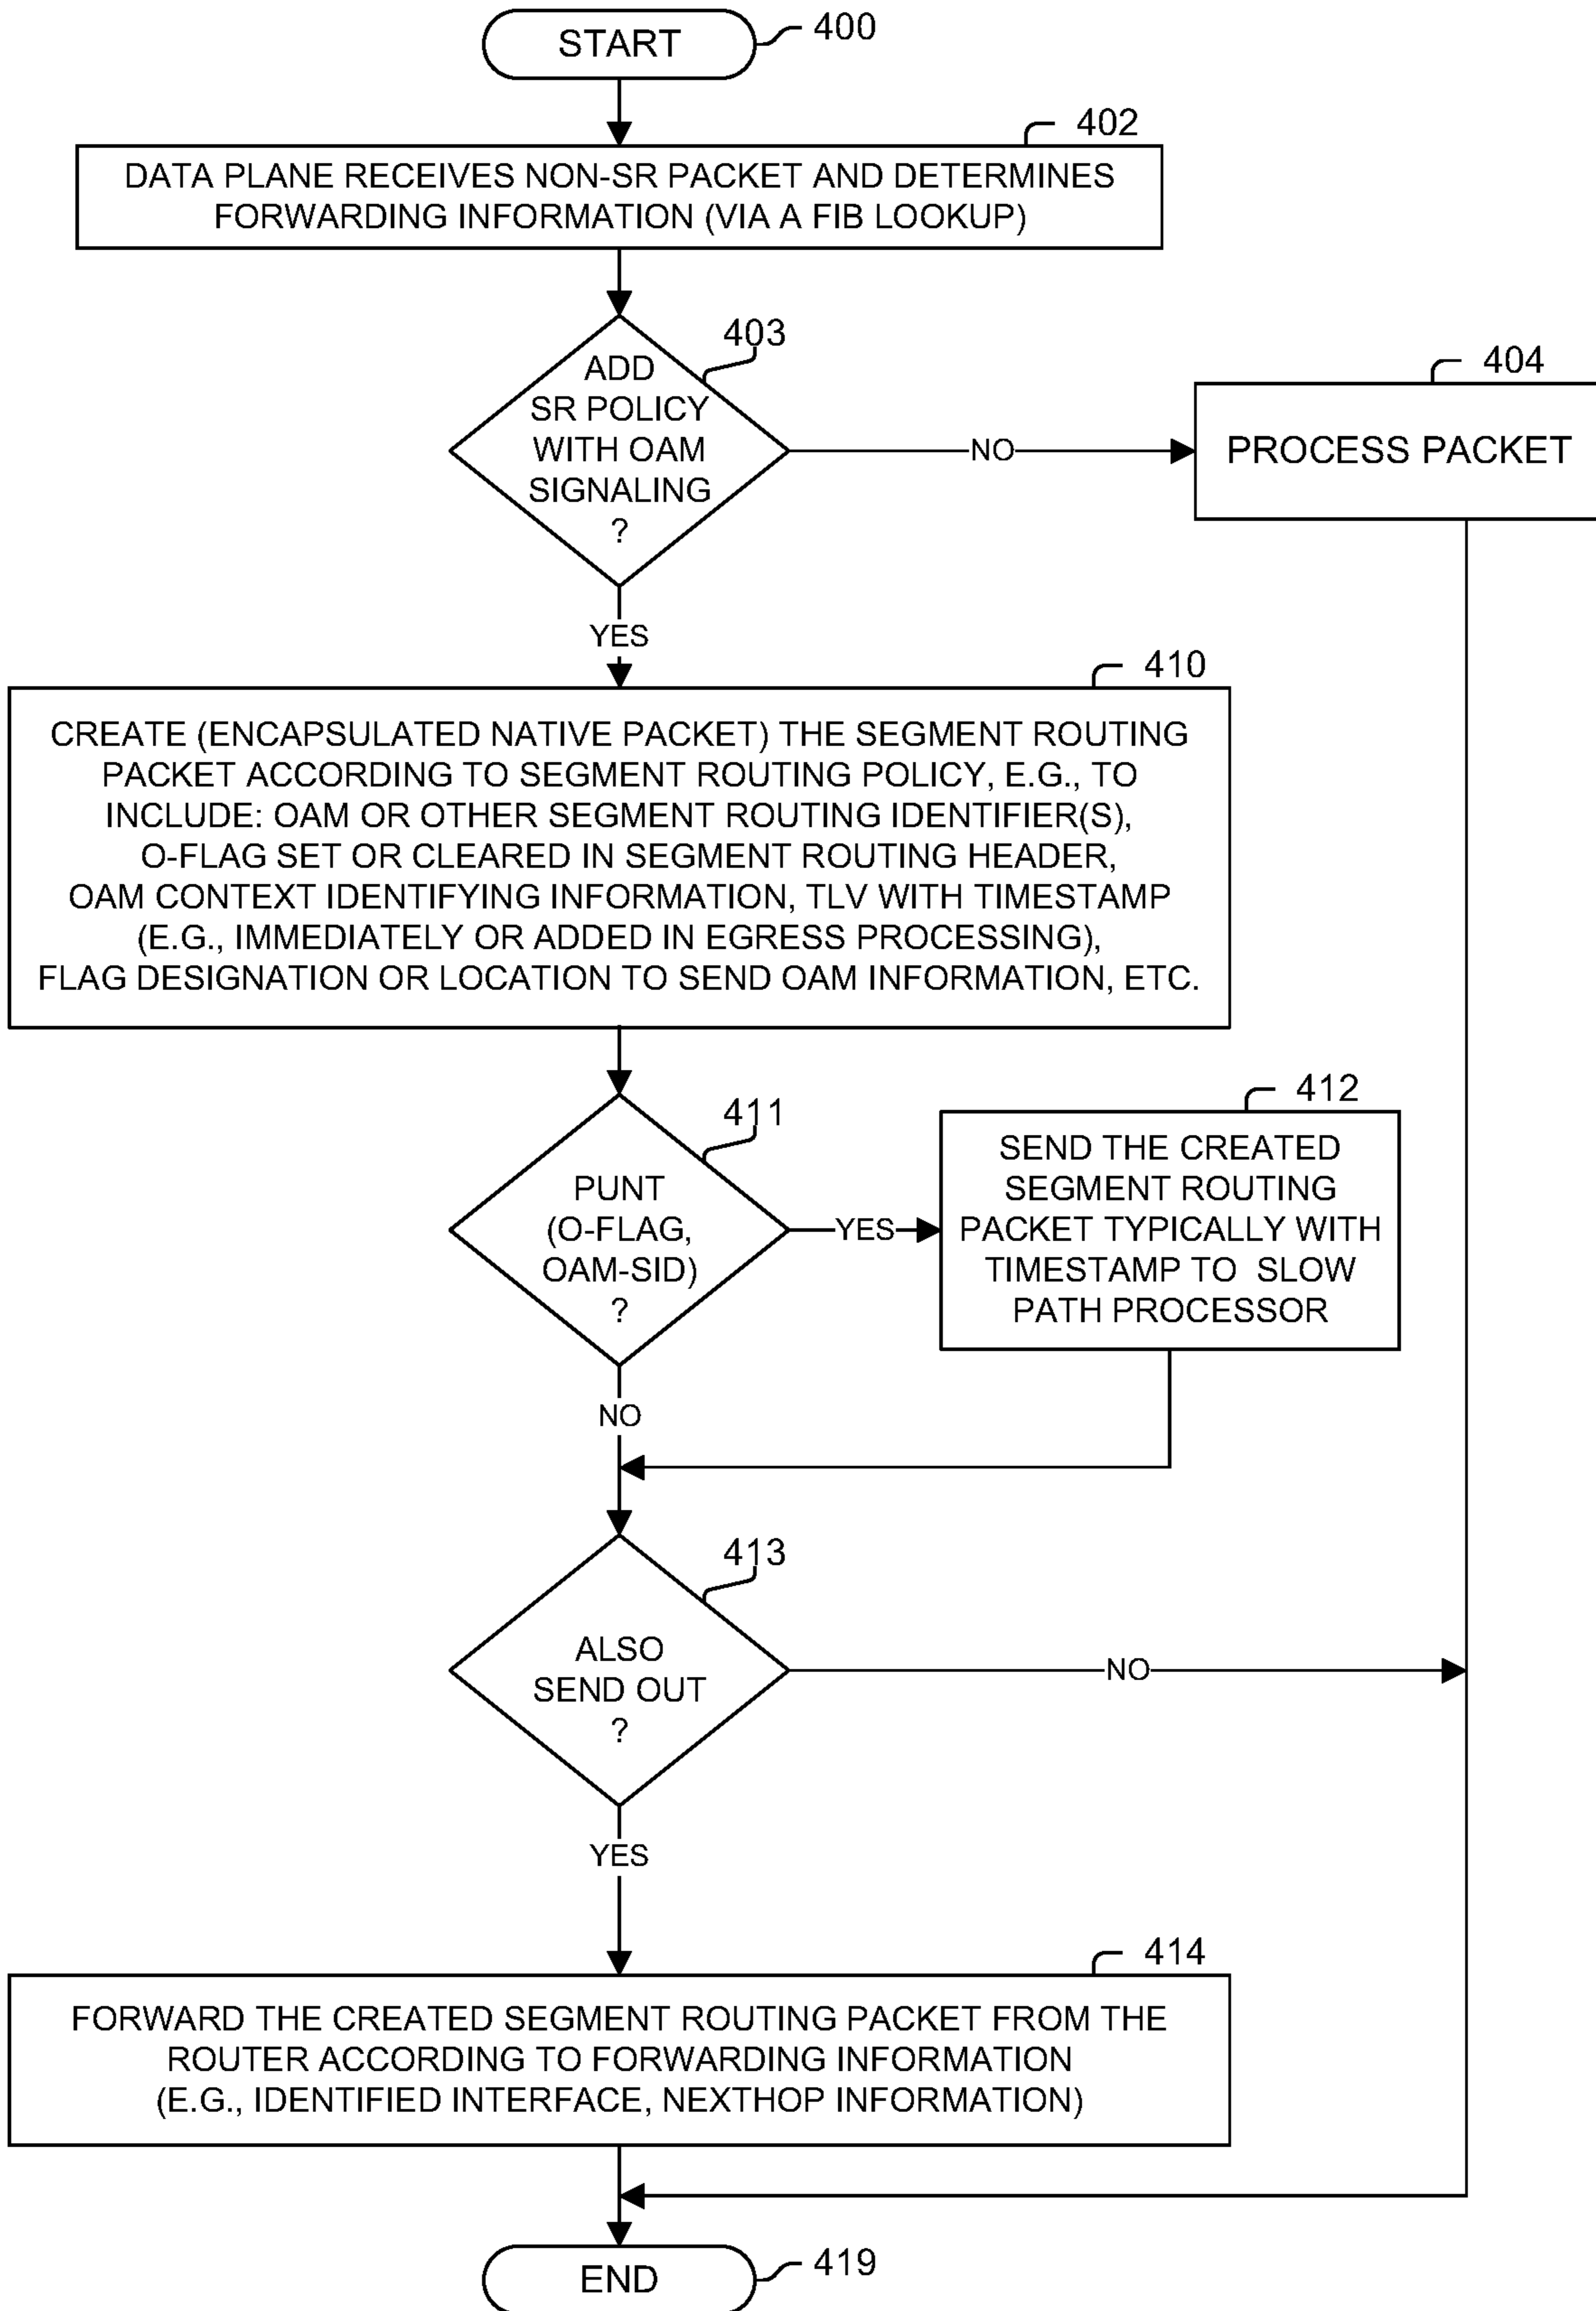 START
400
402
DATA PLANE RECEIVES NON-SR PACKET AND DETERMINES
FORWARDING INFORMATION (VIA A FIB LOOKUP)
403
ADD
SR POLICY
WITH OAM
SIGNALING
?
NO
404
PROCESS PACKET
YES
410
CREATE (ENCAPSULATED NATIVE PACKET) THE SEGMENT ROUTING
PACKET ACCORDING TO SEGMENT ROUTING POLICY, E.G., TO
INCLUDE: OAM OR OTHER SEGMENT ROUTING IDENTIFIER(S),
O-FLAG SET OR CLEARED IN SEGMENT ROUTING HEADER,
OAM CONTEXT IDENTIFYING INFORMATION, TLV WITH TIMESTAMP
(E.G., IMMEDIATELY OR ADDED IN EGRESS PROCESSING),
FLAG DESIGNATION OR LOCATION TO SEND OAM INFORMATION, ETC.
411
PUNT
(O-FLAG,
OAM-SID)
?
YES
412
SEND THE CREATED
SEGMENT ROUTING
PACKET TYPICALLY WITH
TIMESTAMP TO SLOW
PATH PROCESSOR
NO
413
ALSO
SEND OUT
?
NO
YES
414
FORWARD THE CREATED SEGMENT ROUTING PACKET FROM THE
ROUTER ACCORDING TO FORWARDING INFORMATION
(E.G., IDENTIFIED INTERFACE, NEXTHOP INFORMATION)
END
419